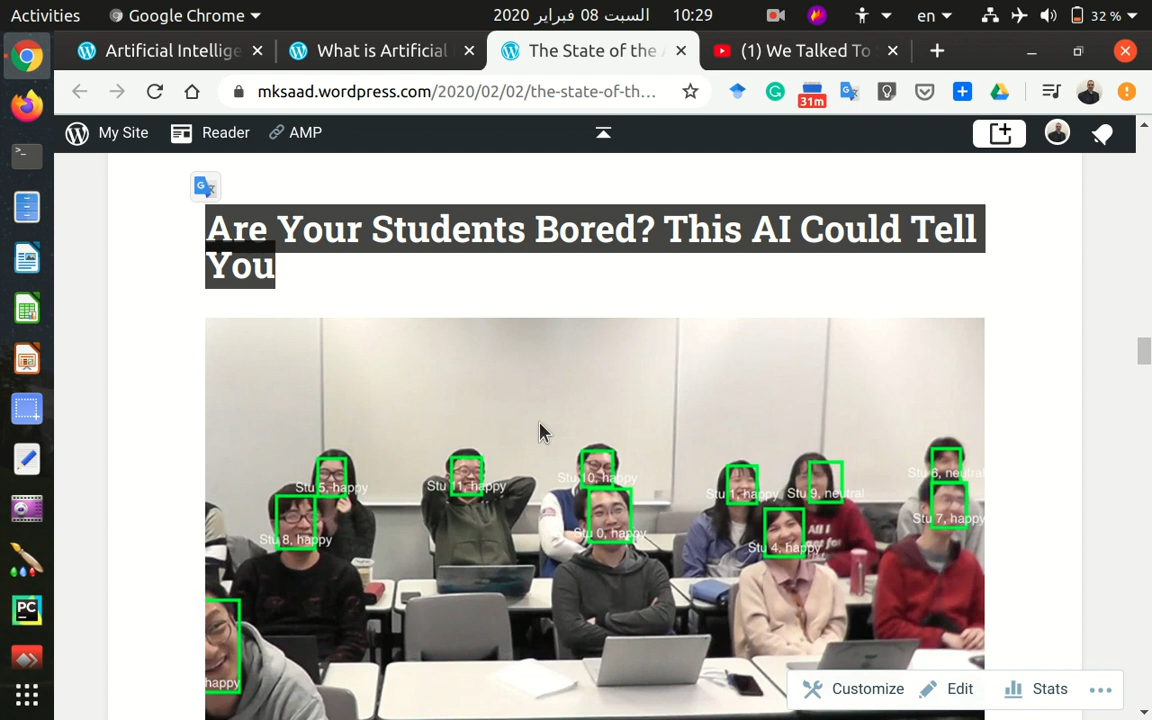 Activities
Google Chrome
السبت 08 فبراير 2020
10:29
en
32 %
Artificial Intellige
What is Artificial
The State of the
(1) We Talked To
mksaad.wordpress.com/2020/02/02/the-state-of-th...
31m
My Site
Reader
AMP
Are Your Students Bored? This AI Could Tell
You
Stu 5, happy
Stu 11, happy
Stu 10, happy
Stu 1, happy
Stu 9, neutral
Stu 6, neutral
Stu 8, happy
Stu 0, happy
Stu 4, happy
Stu 7, happy
happy
PC
Customize
Edit
Stats